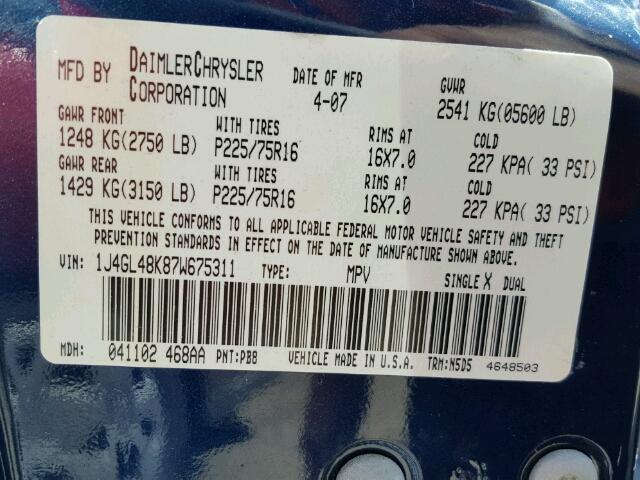 MFD BY DAIMLERCHRYSLER CORPORATION DATE OF MFR 4-07 GVWR 2541 KG(05600 LB)
GAWR FRONT WITH TIRES RIMS AT COLD
1248 KG(2750 LB) P225/75R16 16X7.0 227 KPA( 33 PSI)
GAWR REAR WITH TIRES RIMS AT COLD
1429 KG(3150 LB) P225/75R16 16X7.0 227 KPA( 33 PSI)
THIS VEHICLE CONFORMS TO ALL APPLICABLE FEDERAL MOTOR VEHICLE SAFETY AND THEFT
PREVENTION STANDARDS IN EFFECT ON THE DATE OF MANUFACTURE SHOWN ABOVE.
VIN: 1J4GL48K87W675311 TYPE: MPV SINGLE X DUAL
MDH: 041102 468AA PNT:PB8 VEHICLE MADE IN U.S.A. TRM:N5D5 4648503